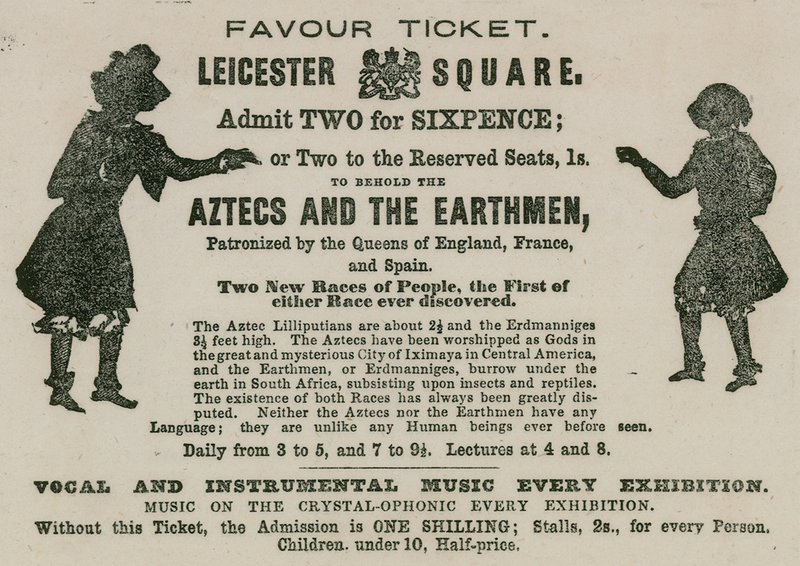 FAVOUR TICKET.
LEICESTER SQUARE.
Admit TWO for SIXPENCE;
or Two to the Reserved Seats, 1s.
TO BEHOLD THE
AZTECS AND THE EARTHMEN,
Patronized by the Queens of England, France,
and Spain.
Two New Races of People, the First of
either Race ever discovered.
The Aztec Lilliputians are about 2½ and the Erdmanniges
3¼ feet high. The Aztecs have been worshipped as Gods in
the great and mysterious City of Iximaya in Central America,
and the Earthmen, or Erdmanniges, burrow under the
earth in South Africa, subsisting upon insects and reptiles.
The existence of both Races has always been greatly dis-
puted. Neither the Aztecs nor the Earthmen have any
Language; they are unlike any Human beings ever before seen.
Daily from 3 to 5, and 7 to 9½. Lectures at 4 and 8.
VOCAL AND INSTRUMENTAL MUSIC EVERY EXHIBITION.
MUSIC ON THE CRYSTAL-OPHONIC EVERY EXHIBITION.
Without this Ticket, the Admission is ONE SHILLING; Stalls, 2s., for every Person.
Children. under 10, Half-price.